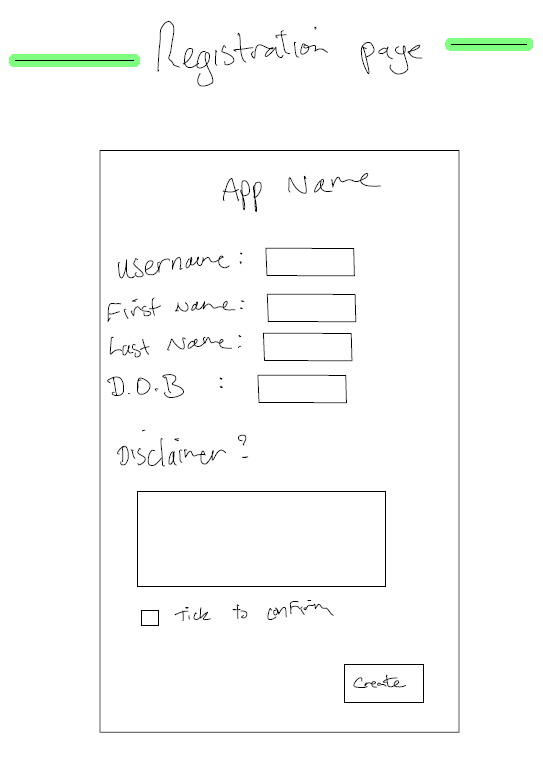 Registration page
App Name
Username:
First Name:
Last Name:
D.O.B :
Disclaimer?
Tick to confirm
Create